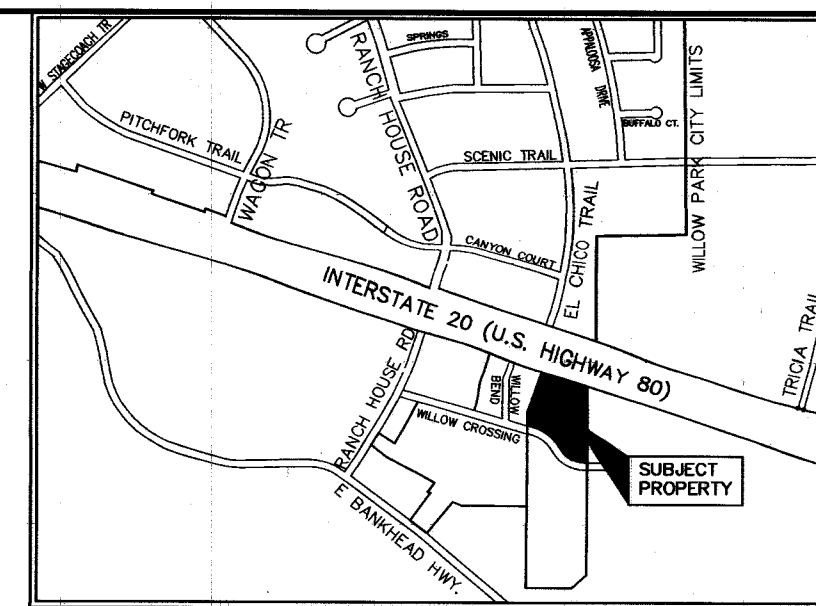 W STAGECOACH TR
SPRINGS
RANCH HOUSE ROAD
APPALOOSA DRIVE
WILLOW PARK CITY LIMITS
PITCHFORK TRAIL
WAGON TR
BUFFALO CT.
SCENIC TRAIL
CANYON COURT
EL CHICO TRAIL
INTERSTATE 20 (U.S. HIGHWAY 80)
TRICIA TRAIL
RANCH HOUSE RD
WILLOW
BEND
WILLOW CROSSING
SUBJECT
PROPERTY
E BANKHEAD HWY.